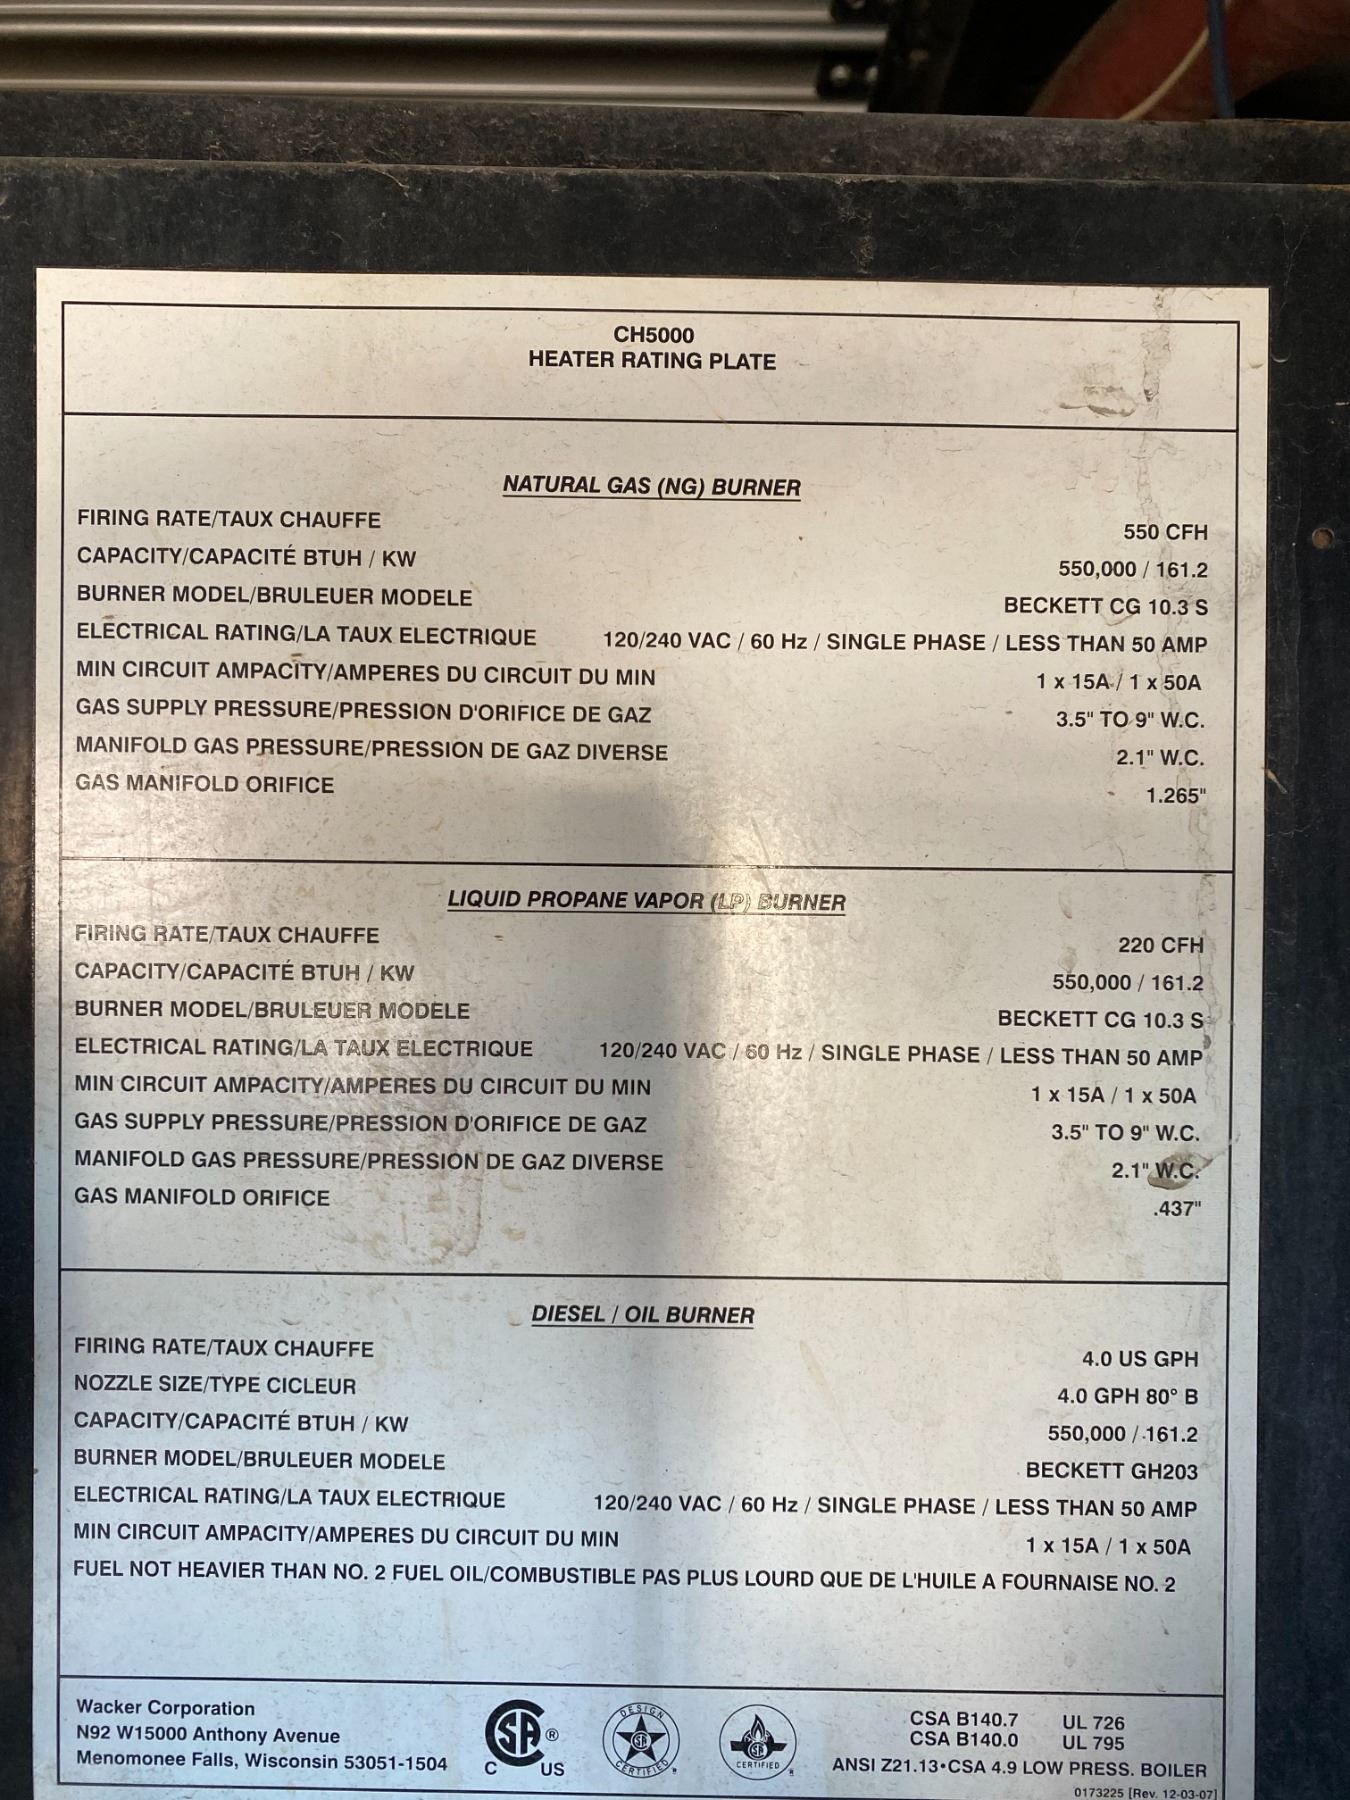 CH5000
HEATER RATING PLATE
NATURAL GAS (NG) BURNER
FIRING RATE/TAUX CHAUFFE 550 CFH
CAPACITY/CAPACITÉ BTUH / KW 550,000 / 161.2
BURNER MODEL/BRULEUER MODELE BECKETT CG 10.3 S
ELECTRICAL RATING/LA TAUX ELECTRIQUE 120/240 VAC / 60 Hz / SINGLE PHASE / LESS THAN 50 AMP
MIN CIRCUIT AMPACITY/AMPERES DU CIRCUIT DU MIN 1 x 15A / 1 x 50A
GAS SUPPLY PRESSURE/PRESSION D'ORIFICE DE GAZ 3.5" TO 9" W.C.
MANIFOLD GAS PRESSURE/PRESSION DE GAZ DIVERSE 2.1" W.C.
GAS MANIFOLD ORIFICE 1.265"
LIQUID PROPANE VAPOR (LP) BURNER
FIRING RATE/TAUX CHAUFFE 220 CFH
CAPACITY/CAPACITÉ BTUH / KW 550,000 / 161.2
BURNER MODEL/BRULEUER MODELE BECKETT CG 10.3 S
ELECTRICAL RATING/LA TAUX ELECTRIQUE 120/240 VAC / 60 Hz / SINGLE PHASE / LESS THAN 50 AMP
MIN CIRCUIT AMPACITY/AMPERES DU CIRCUIT DU MIN 1 x 15A / 1 x 50A
GAS SUPPLY PRESSURE/PRESSION D'ORIFICE DE GAZ 3.5" TO 9" W.C.
MANIFOLD GAS PRESSURE/PRESSION DE GAZ DIVERSE 2.1" W.C.
GAS MANIFOLD ORIFICE .437"
DIESEL / OIL BURNER
FIRING RATE/TAUX CHAUFFE 4.0 US GPH
NOZZLE SIZE/TYPE CICLEUR 4.0 GPH 80° B
CAPACITY/CAPACITÉ BTUH / KW 550,000 / 161.2
BURNER MODEL/BRULEUER MODELE BECKETT GH203
ELECTRICAL RATING/LA TAUX ELECTRIQUE 120/240 VAC / 60 Hz / SINGLE PHASE / LESS THAN 50 AMP
MIN CIRCUIT AMPACITY/AMPERES DU CIRCUIT DU MIN 1 x 15A / 1 x 50A
FUEL NOT HEAVIER THAN NO. 2 FUEL OIL/COMBUSTIBLE PAS PLUS LOURD QUE DE L'HUILE A FOURNAISE NO. 2
Wacker Corporation
N92 W15000 Anthony Avenue
Menomonee Falls, Wisconsin 53051-1504
SA ®
C US
DESIGN
SA
CERTIFIED
SA
CERTIFIED
CSA B140.7 UL 726
CSA B140.0 UL 795
ANSI Z21.13•CSA 4.9 LOW PRESS. BOILER
0173225 [Rev. 12-03-07]